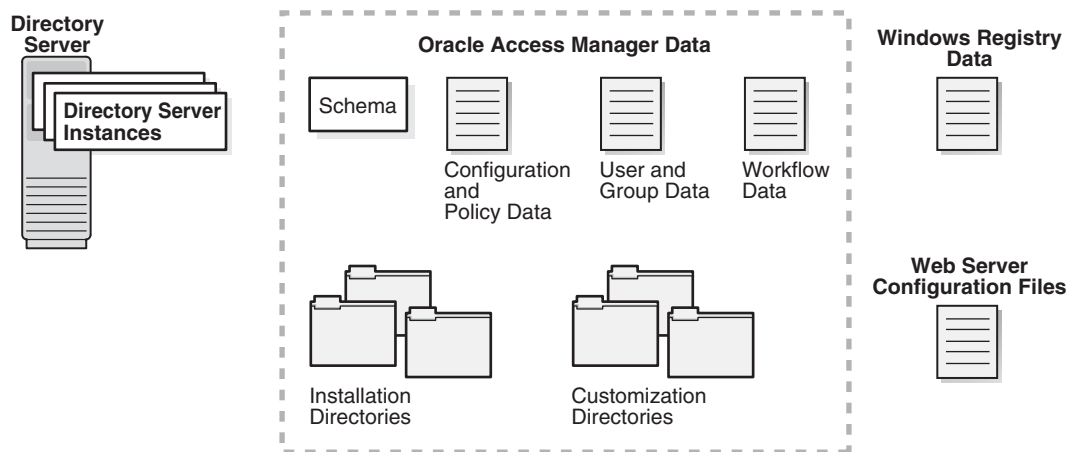 Directory
Server
Directory Server
Instances
Oracle Access Manager Data
Schema
Configuration
and
Policy Data
User and
Group Data
Workflow
Data
Installation
Directories
Customization
Directories
Windows Registry
Data
Web Server
Configuration Files